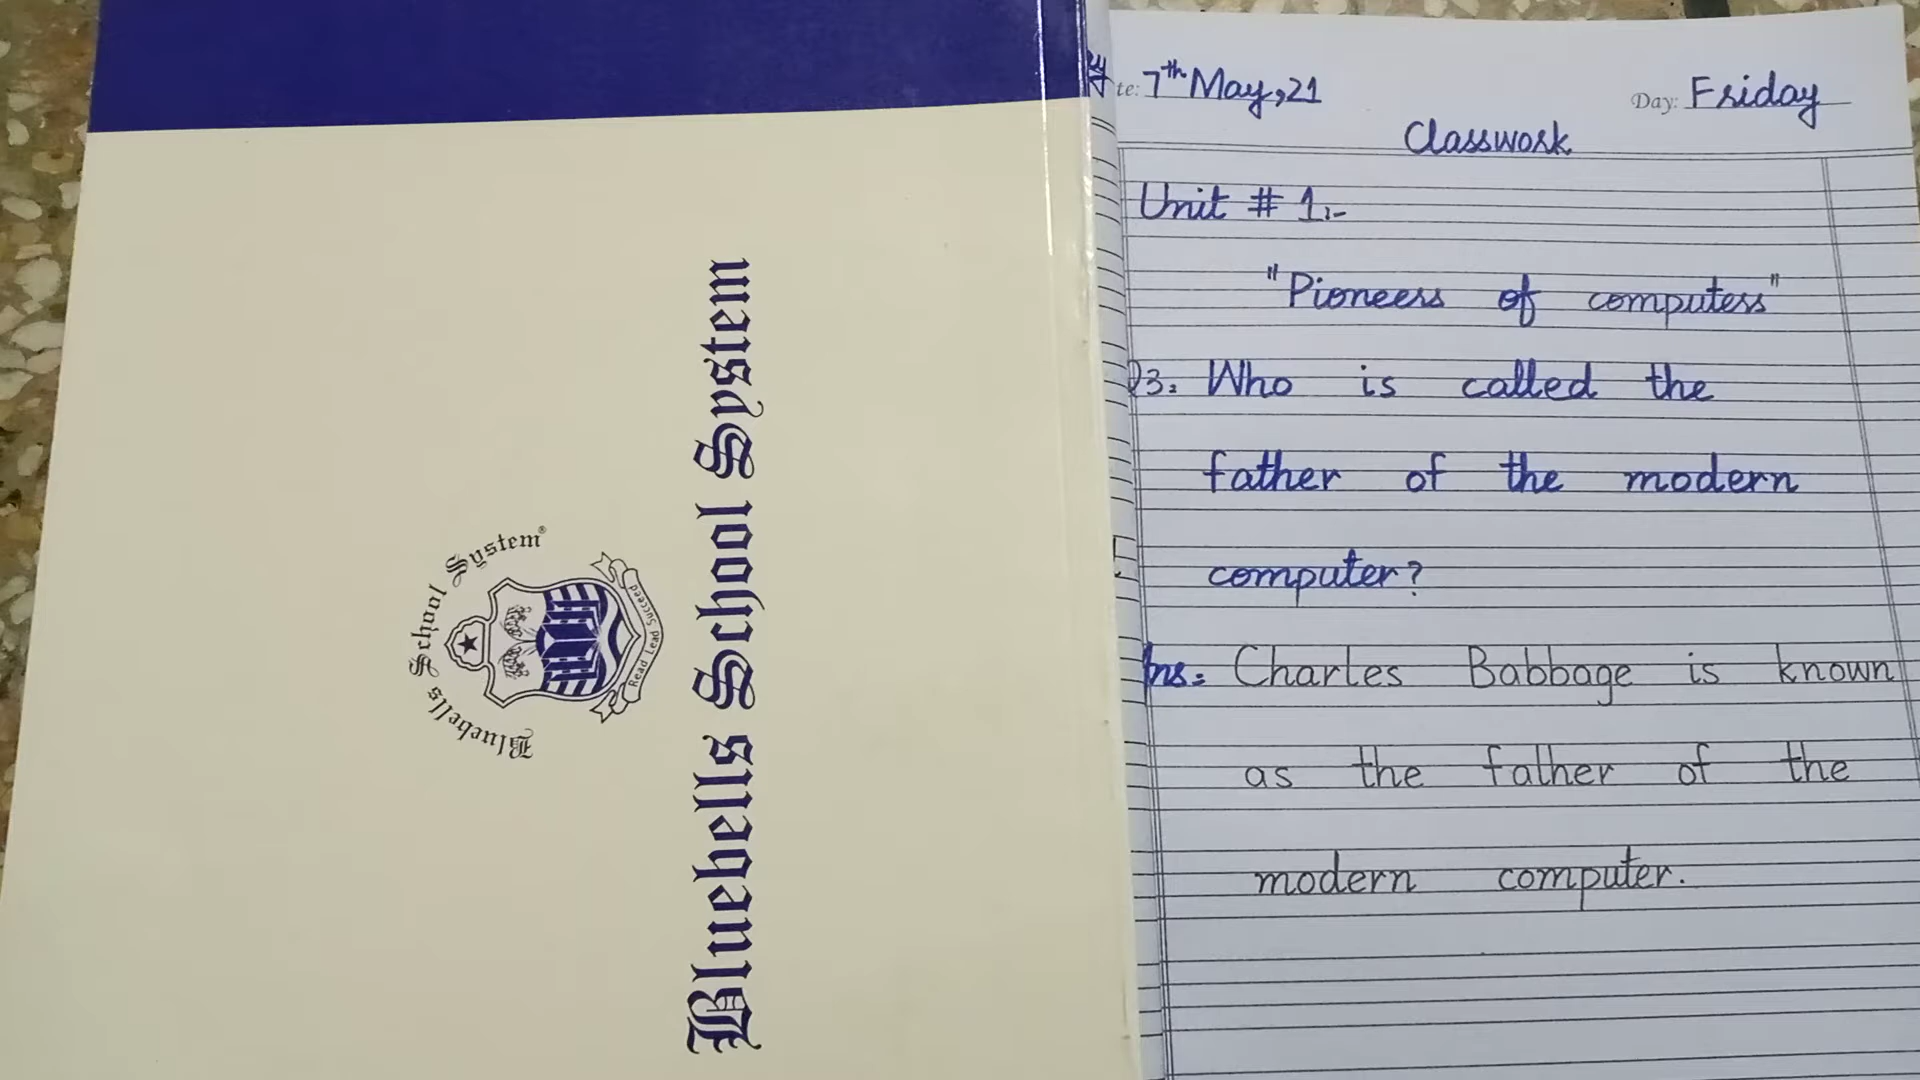 Bluebells School System
Bluebells School System®
Read Lead Succeed
te: 7th May, 21
Day: Friday
Classwork
Unit # 1:-
"Pioneers of computers"
Q3: Who is called the
father of the modern
computer?
Ans: Charles Babbage is known
as the father of the
modern computer.